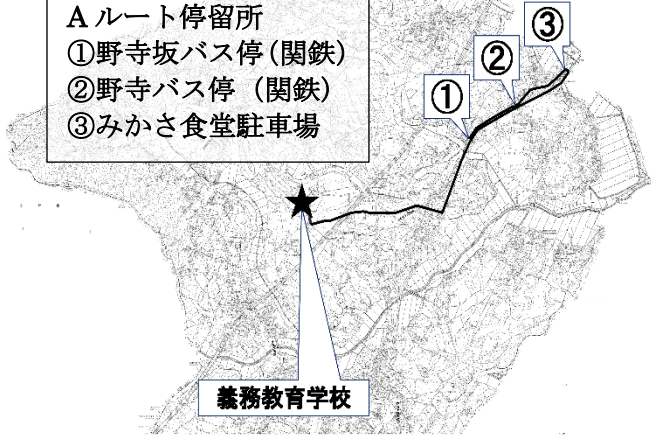 Aルート停留所
①野寺坂バス停(関鉄)
②野寺バス停 (関鉄)
③みかさ食堂駐車場
③
②
①
義務教育学校